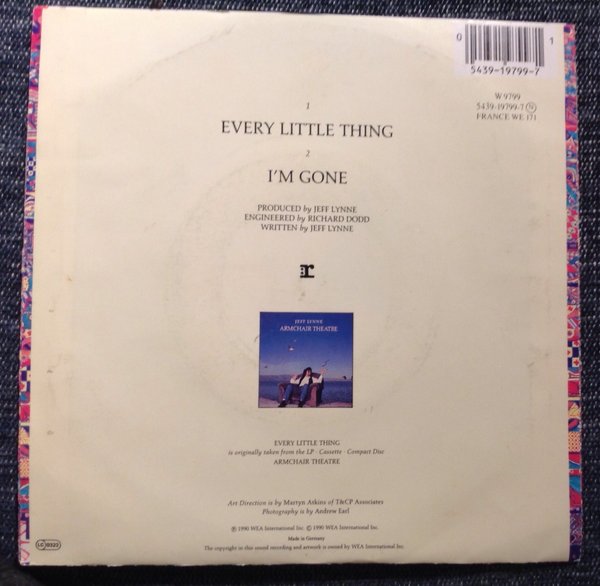 0 1
5439-19799-7
W 9799
5439-19799-7
FRANCE WE 171
1
EVERY LITTLE THING
2
I'M GONE
PRODUCED by JEFF LYNNE
ENGINEERED by RICHARD DODD
WRITTEN by JEFF LYNNE
r
JEFF LYNNE
ARMCHAIR THEATRE
EVERY LITTLE THING
is originally taken from the LP · Cassette · Compact Disc
ARMCHAIR THEATRE
Art Direction is by Martyn Atkins of T&CP Associates
Photography is by Andrew Earl
℗ 1990 WEA International Inc. © 1990 WEA International Inc.
Made in Germany
The copyright in this sound recording and artwork is owned by WEA International Inc.
LC 0322